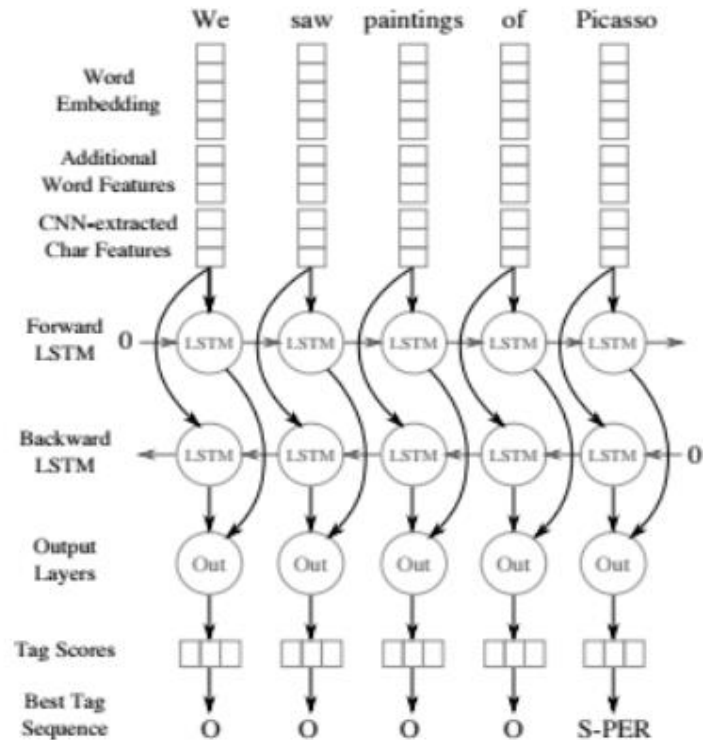 We saw paintings of Picasso
Word
Embedding
Additional
Word Features
CNN-extracted
Char Features
Forward
LSTM
0 LSTM LSTM LSTM LSTM LSTM
Backward
LSTM
LSTM LSTM LSTM LSTM LSTM 0
Output
Layers
Out Out Out Out Out
Tag Scores
Best Tag
Sequence
O O O O S-PER